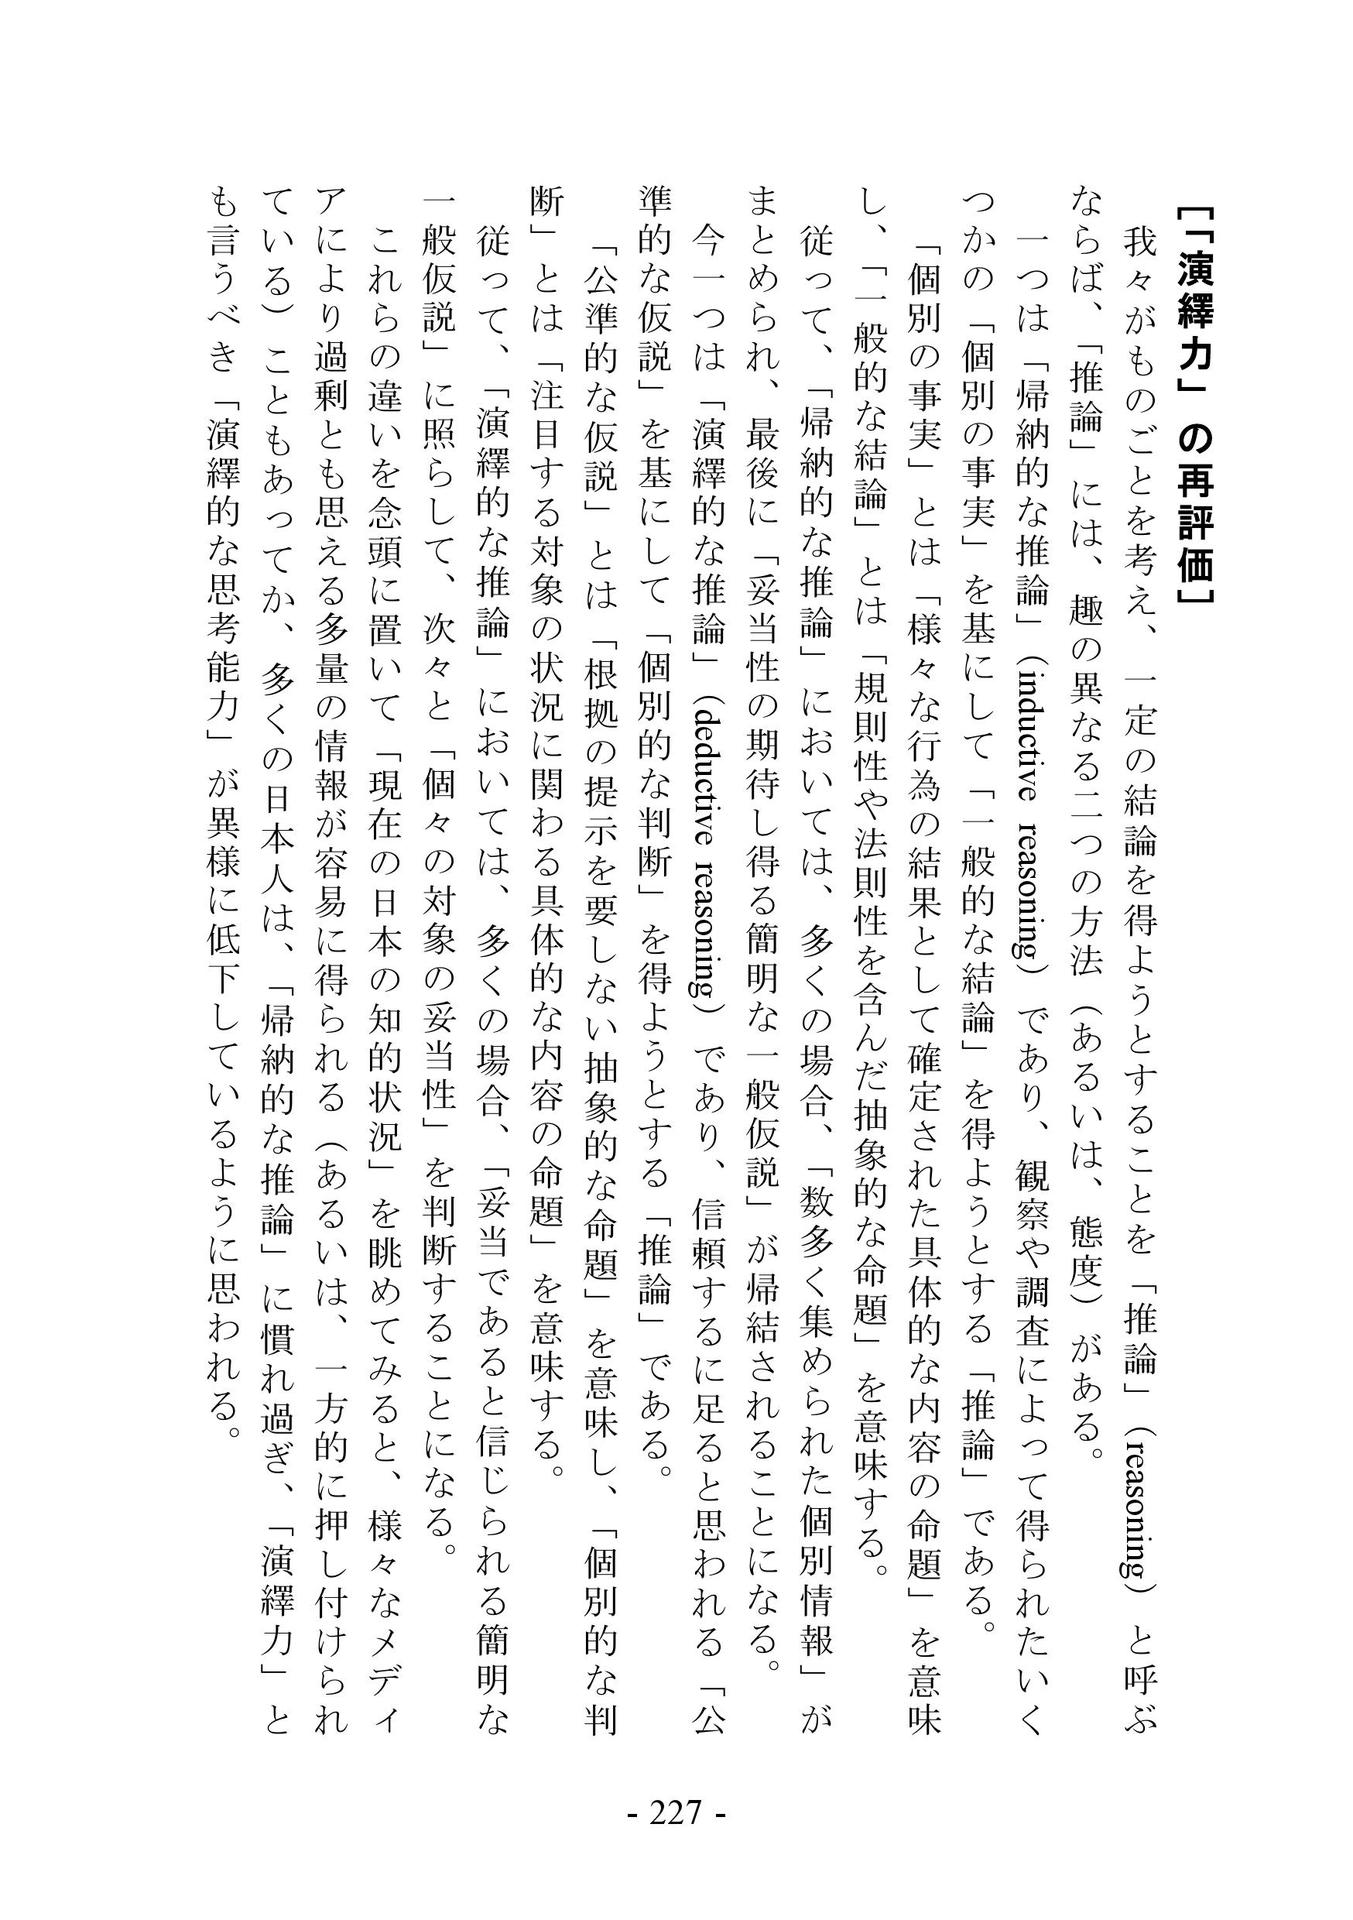 [「演繹力」の再評価]
我々がものごとを考え、一定の結論を得ようとすることを「推論」(reasoning)と呼ぶ
ならば、「推論」には、趣の異なる二つの方法(あるいは、態度)がある。
一つは「帰納的な推論」(inductive reasoning)であり、観察や調査によって得られたいく
つかの「個別の事実」を基にして「一般的な結論」を得ようとする「推論」である。
「個別の事実」とは「様々な行為の結果として確定された具体的な内容の命題」を意味
し、「一般的な結論」とは「規則性や法則性を含んだ抽象的な命題」を意味する。
従って、「帰納的な推論」においては、多くの場合、「数多く集められた個別情報」が
まとめられ、最後に「妥当性の期待し得る簡明な一般仮説」が帰結されることになる。
今一つは「演繹的な推論」(deductive reasoning)であり、信頼するに足ると思われる「公
準的な仮説」を基にして「個別的な判断」を得ようとする「推論」である。
「公準的な仮説」とは「根拠の提示を要しない抽象的な命題」を意味し、「個別的な判
断」とは「注目する対象の状況に関わる具体的な内容の命題」を意味する。
従って、「演繹的な推論」においては、多くの場合、「妥当であると信じられる簡明な
一般仮説」に照らして、次々と「個々の対象の妥当性」を判断することになる。
これらの違いを念頭に置いて「現在の日本の知的状況」を眺めてみると、様々なメディ
アにより過剰とも思える多量の情報が容易に得られる(あるいは、一方的に押し付けられ
ている)こともあってか、多くの日本人は、「帰納的な推論」に慣れ過ぎ、「演繹力」と
も言うべき「演繹的な思考能力」が異様に低下しているように思われる。
- 227 -